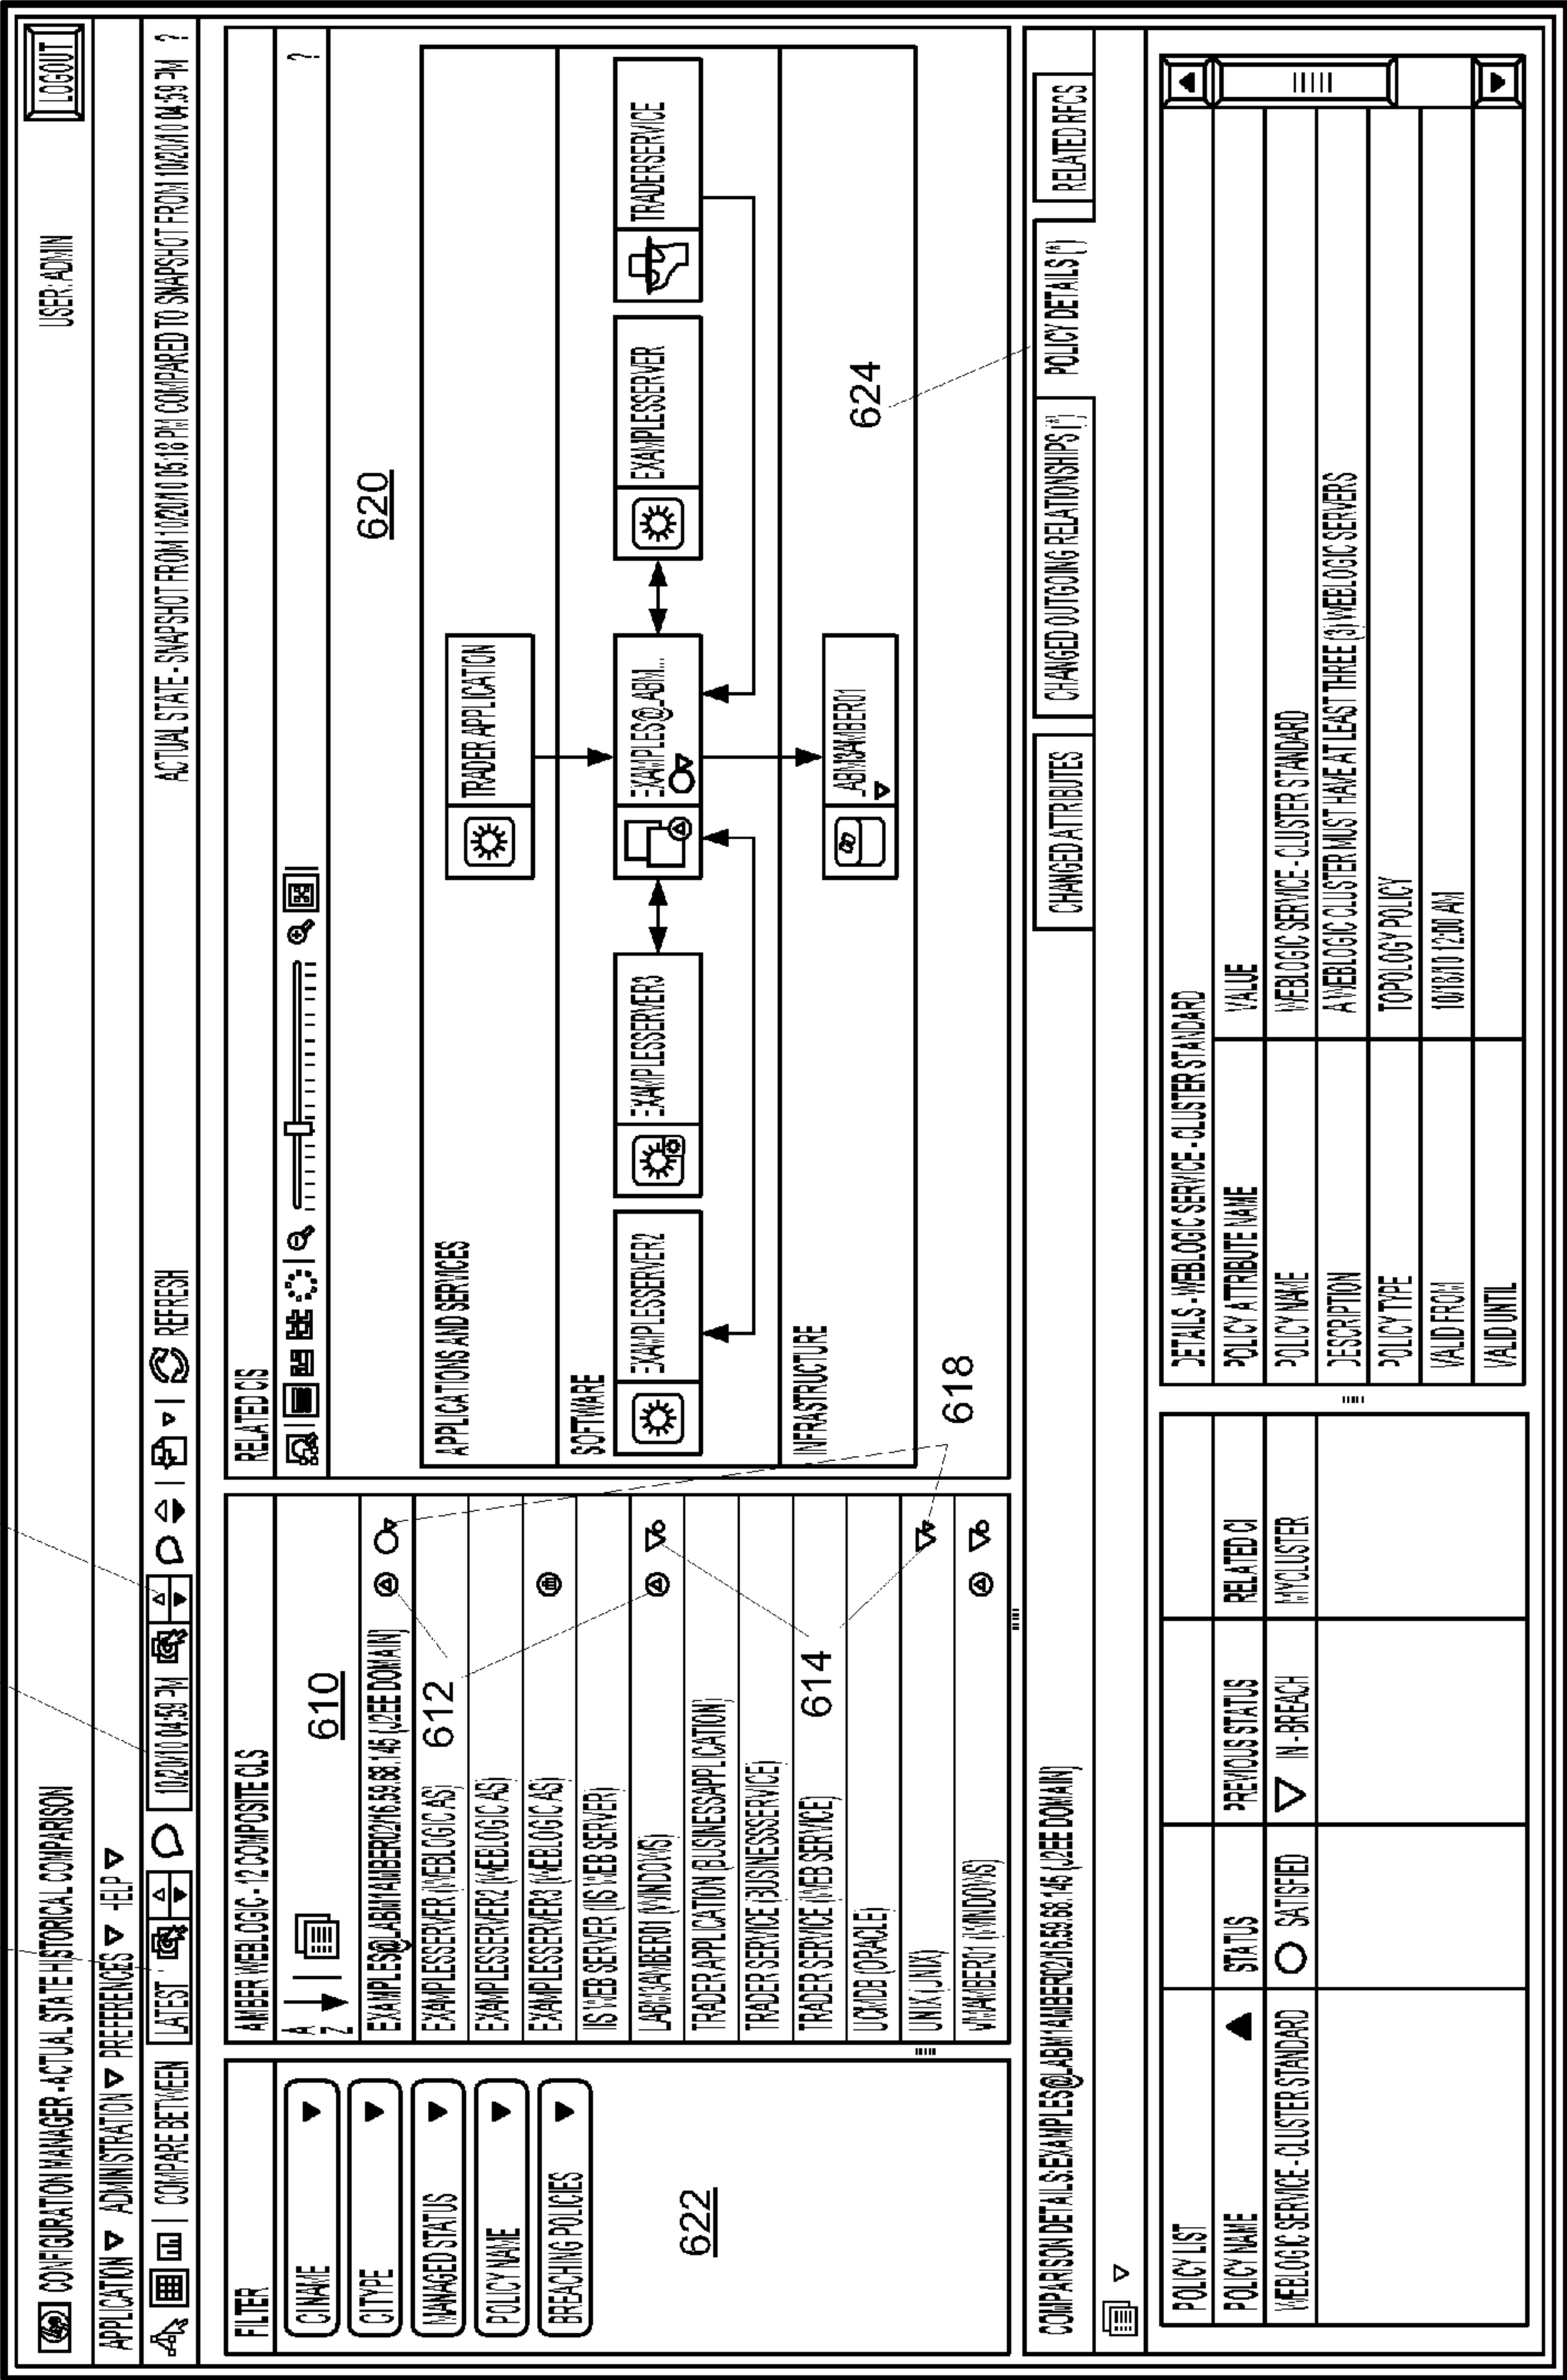 CONFIGURATION MANAGER - ACTUAL STATE HISTORICAL COMPARISON
USER: ADMIN
LOGOUT
APPLICATION ADMINISTRATION PREFERENCES HELP
COMPARE BETWEEN LATEST 10/20/10 04:59 PM REFRESH
ACTUAL STATE - SNAPSHOT FROM 10/20/10 05:18 PM COMPARED TO SNAPSHOT FROM 10/20/10 04:59 PM ?
FILTER
CI NAME
CI TYPE
MANAGED STATUS
POLICY NAME
BREACHING POLICIES
622
AMBER WEBLOGIC - 12 COMPOSITE CLS
A
Z
610
EXAMPLES@LABM1AMBER02/16.59.68.145 (J2EE DOMAIN)
EXAMPLESSERVER (WEBLOGIC AS)
612
EXAMPLESSERVER2 (WEBLOGIC AS)
EXAMPLESSERVER3 (WEBLOGIC AS)
IIS WEB SERVER (IIS WEB SERVER)
LABM3AMBER01 (WINDOWS)
TRADER APPLICATION (BUSINESSAPPLICATION)
TRADER SERVICE (BUSINESSSERVICE)
TRADER SERVICE (WEB SERVICE)
614
UCMDB (ORACLE)
UNIX (UNIX)
VMAMBER01 (WINDOWS)
618
RELATED CIS
?
620
APPLICATIONS AND SERVICES
TRADER APPLICATION
SOFTWARE
EXAMPLESSERVER2
EXAMPLESSERVER3
EXAMPLES@_ABM...
EXAMPLESSERVER
TRADERSERVICE
INFRASTRUCTURE
_ABM3AMBER01
624
COMPARISON DETAILS: EXAMPLES@LABM1AMBER02/16.59.68.145 (J2EE DOMAIN)
CHANGED ATTRIBUTES
CHANGED OUTGOING RELATIONSHIPS (*)
POLICY DETAILS (*)
RELATED RFCS
POLICY LIST
POLICY NAME STATUS PREVIOUS STATUS RELATED CI
WEBLOGIC SERVICE - CLUSTER STANDARD SATISFIED IN - BREACH MYCLUSTER
DETAILS - WEBLOGIC SERVICE - CLUSTER STANDARD
POLICY ATTRIBUTE NAME VALUE
POLICY NAME WEBLOGIC SERVICE - CLUSTER STANDARD
DESCRIPTION A WEBLOGIC CLUSTER MUST HAVE AT LEAST THREE (3) WEBLOGIC SERVERS
POLICY TYPE TOPOLOGY POLICY
VALID FROM 10/18/10 12:00 AM
VALID UNTIL